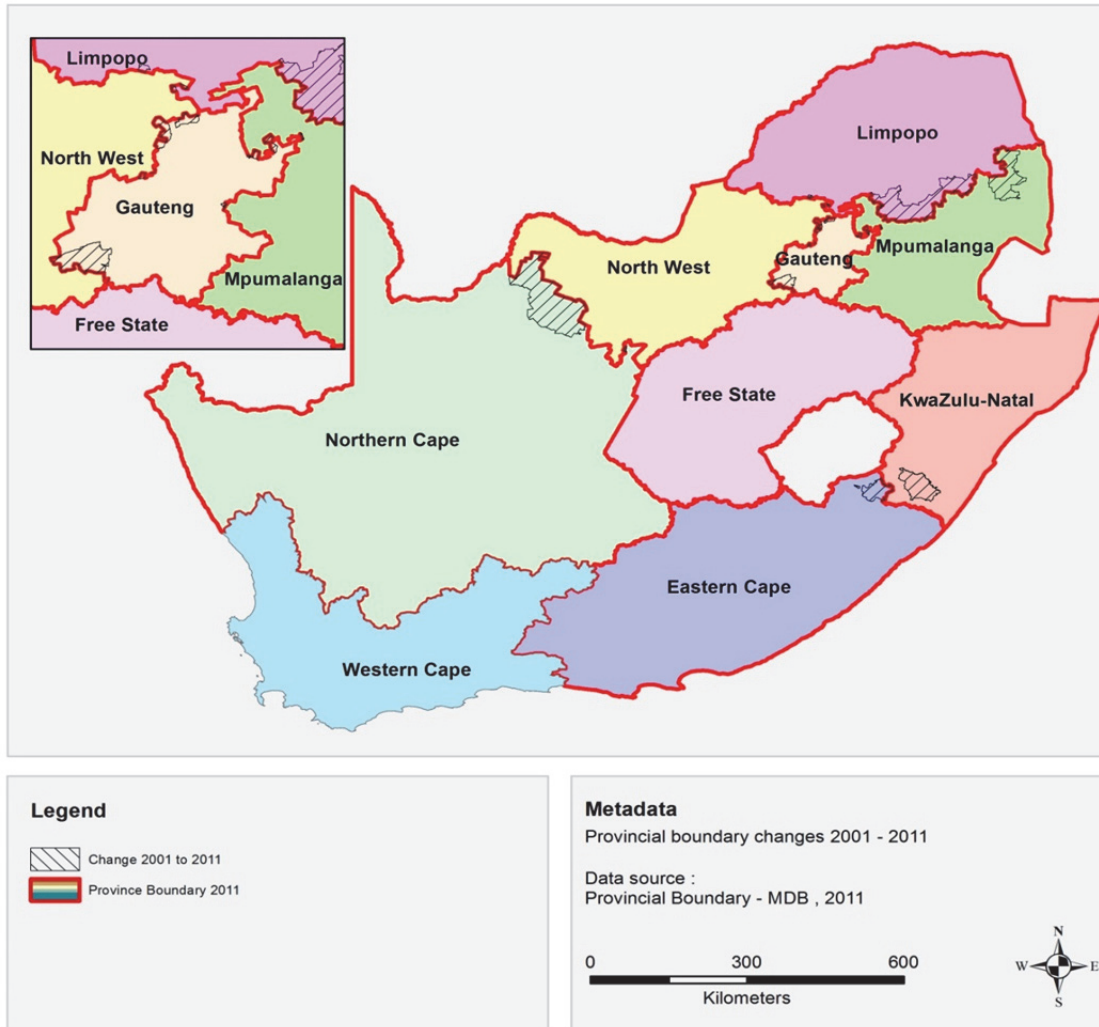 Limpopo
North West
Gauteng
Mpumalanga
Free State
Limpopo
Mpumalanga
Gauteng
North West
Free State
KwaZulu-Natal
Northern Cape
Eastern Cape
Western Cape
Legend
Change 2001 to 2011
Province Boundary 2011
Metadata
Provincial boundary changes 2001 - 2011
Data source :
Provincial Boundary - MDB , 2011
0 300 600
Kilometers
N
W E
S